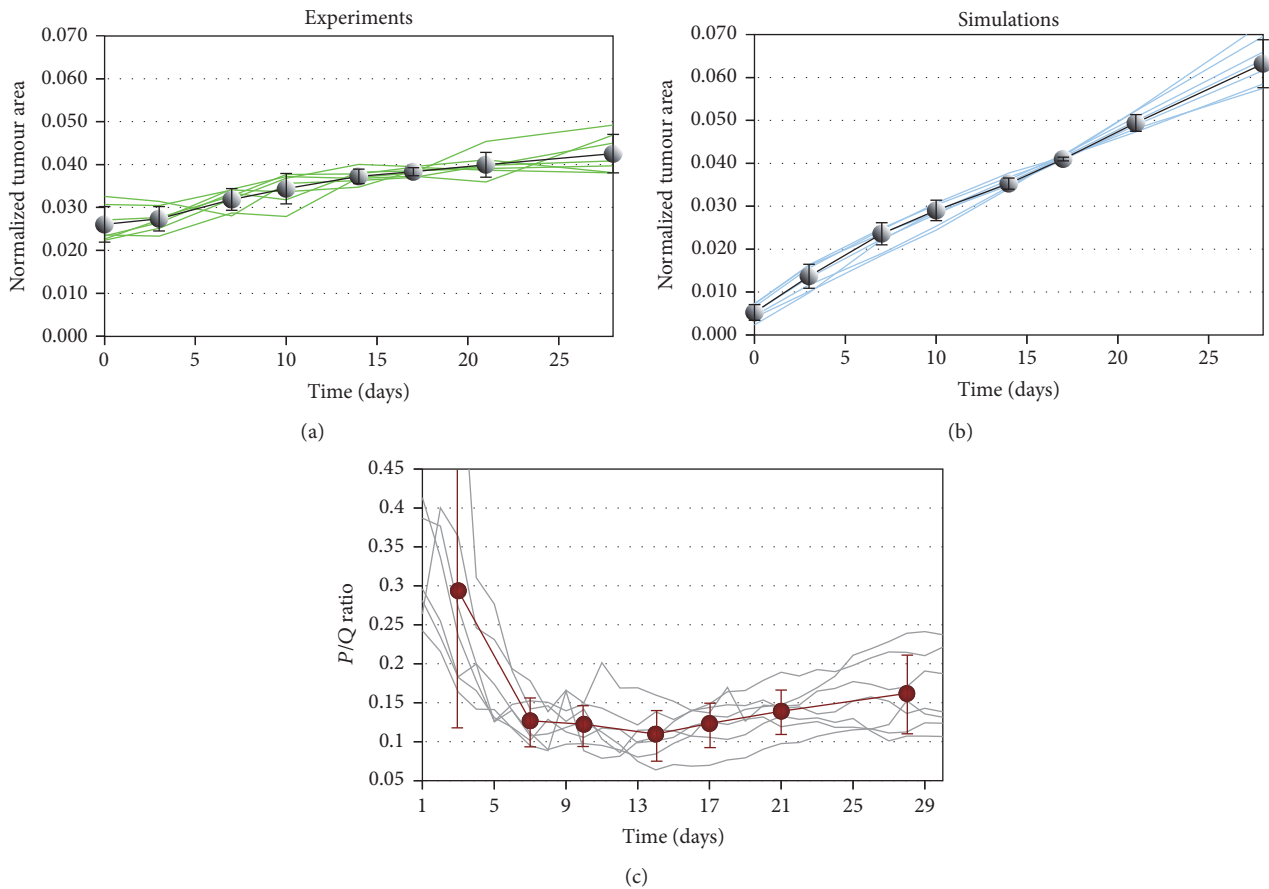 Experiments
0.070
0.060
0.050
0.040
0.030
0.020
0.010
0.000
Normalized tumour area
0 5 10 15 20 25
Time (days)
(a)
Simulations
0.070
0.060
0.050
0.040
0.030
0.020
0.010
0.000
Normalized tumour area
0 5 10 15 20 25
Time (days)
(b)
0.45
0.4
0.35
0.3
0.25
0.2
0.15
0.1
0.05
P/Q ratio
1 5 9 13 17 21 25 29
Time (days)
(c)